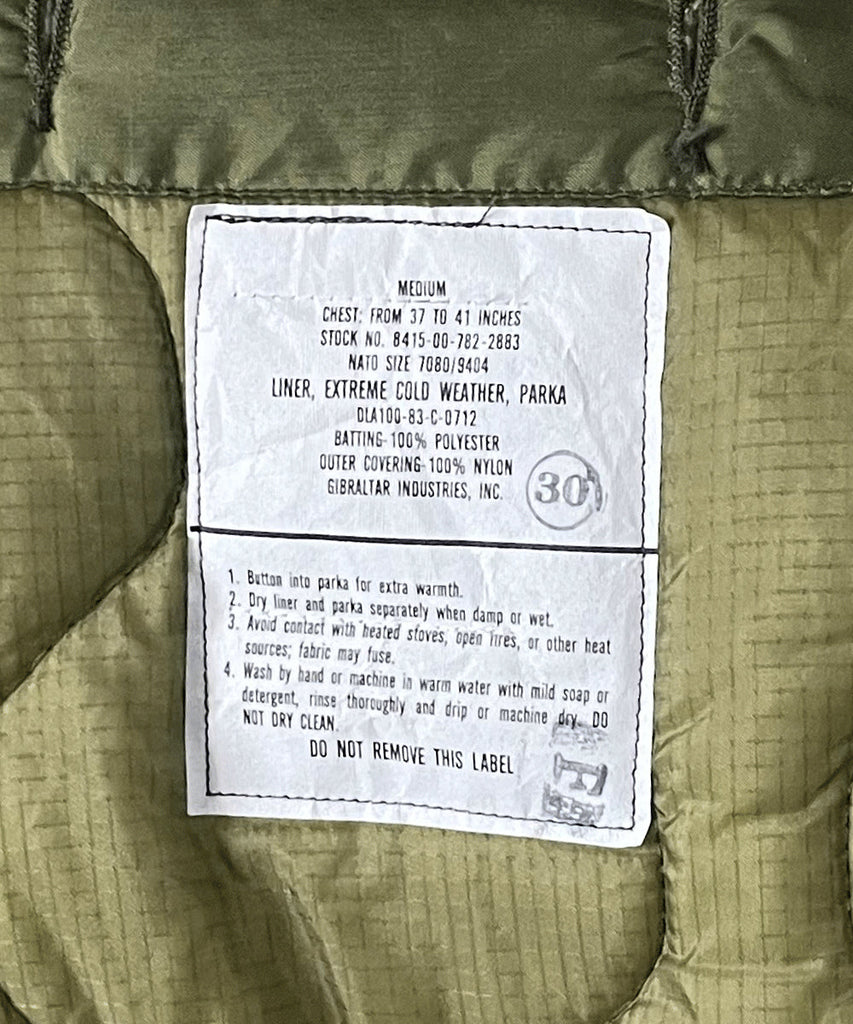 MEDIUM
CHEST: FROM 37 TO 41 INCHES
STOCK NO. 8415-00-782-2883
NATO SIZE 7080/9404
LINER, EXTREME COLD WEATHER, PARKA
DLA100-83-C-0712
BATTING-100% POLYESTER
OUTER COVERING-100% NYLON
GIBRALTAR INDUSTRIES, INC.
30
1. Button into parka for extra warmth.
2. Dry liner and parka separately when damp or wet.
3. Avoid contact with heated stoves, open fires, or other heat
sources; fabric may fuse.
4. Wash by hand or machine in warm water with mild soap or
detergent, rinse thoroughly and drip or machine dry. DO
NOT DRY CLEAN.
DO NOT REMOVE THIS LABEL